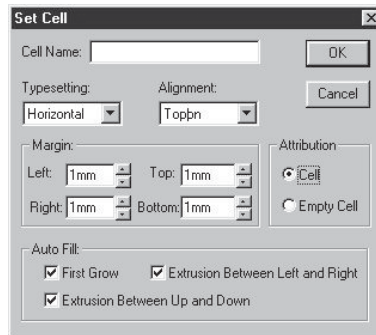 Set Cell
Cell Name:
OK
Typesetting: Alignment:
Cancel
Horizontal Topþn
Margin: Attribution
Left: 1mm Top: 1mm Cell
Right: 1mm Bottom: 1mm Empty Cell
Auto Fill:
First Grow Extrusion Between Left and Right
Extrusion Between Up and Down